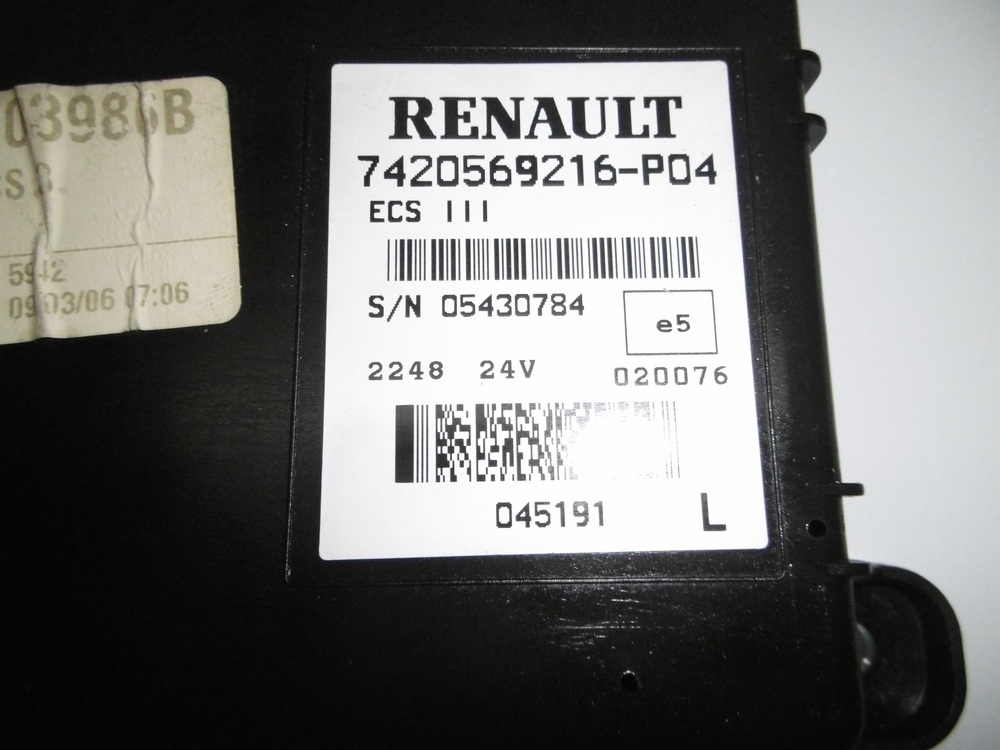 03986B
5942
09/03/06 07:06
RENAULT
7420569216-P04
ECS III
S/N 05430784
e5
2248 24V
020076
045191
L